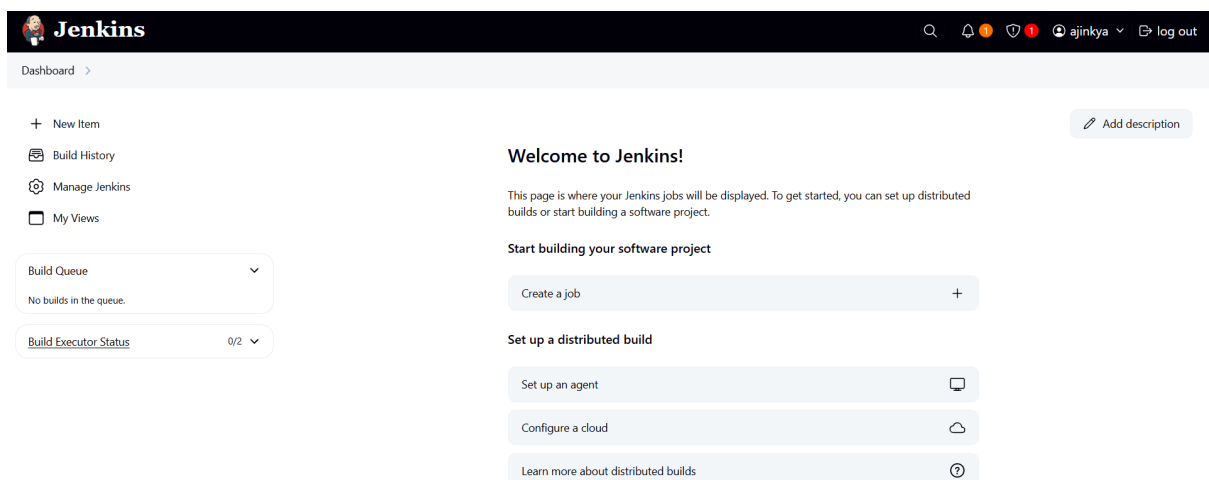 Jenkins
1
1
ajinkya
log out
Dashboard
New Item
Build History
Manage Jenkins
My Views
Build Queue
No builds in the queue.
Build Executor Status
0/2
Add description
Welcome to Jenkins!
This page is where your Jenkins jobs will be displayed. To get started, you can set up distributed
builds or start building a software project.
Start building your software project
Create a job
Set up a distributed build
Set up an agent
Configure a cloud
Learn more about distributed builds